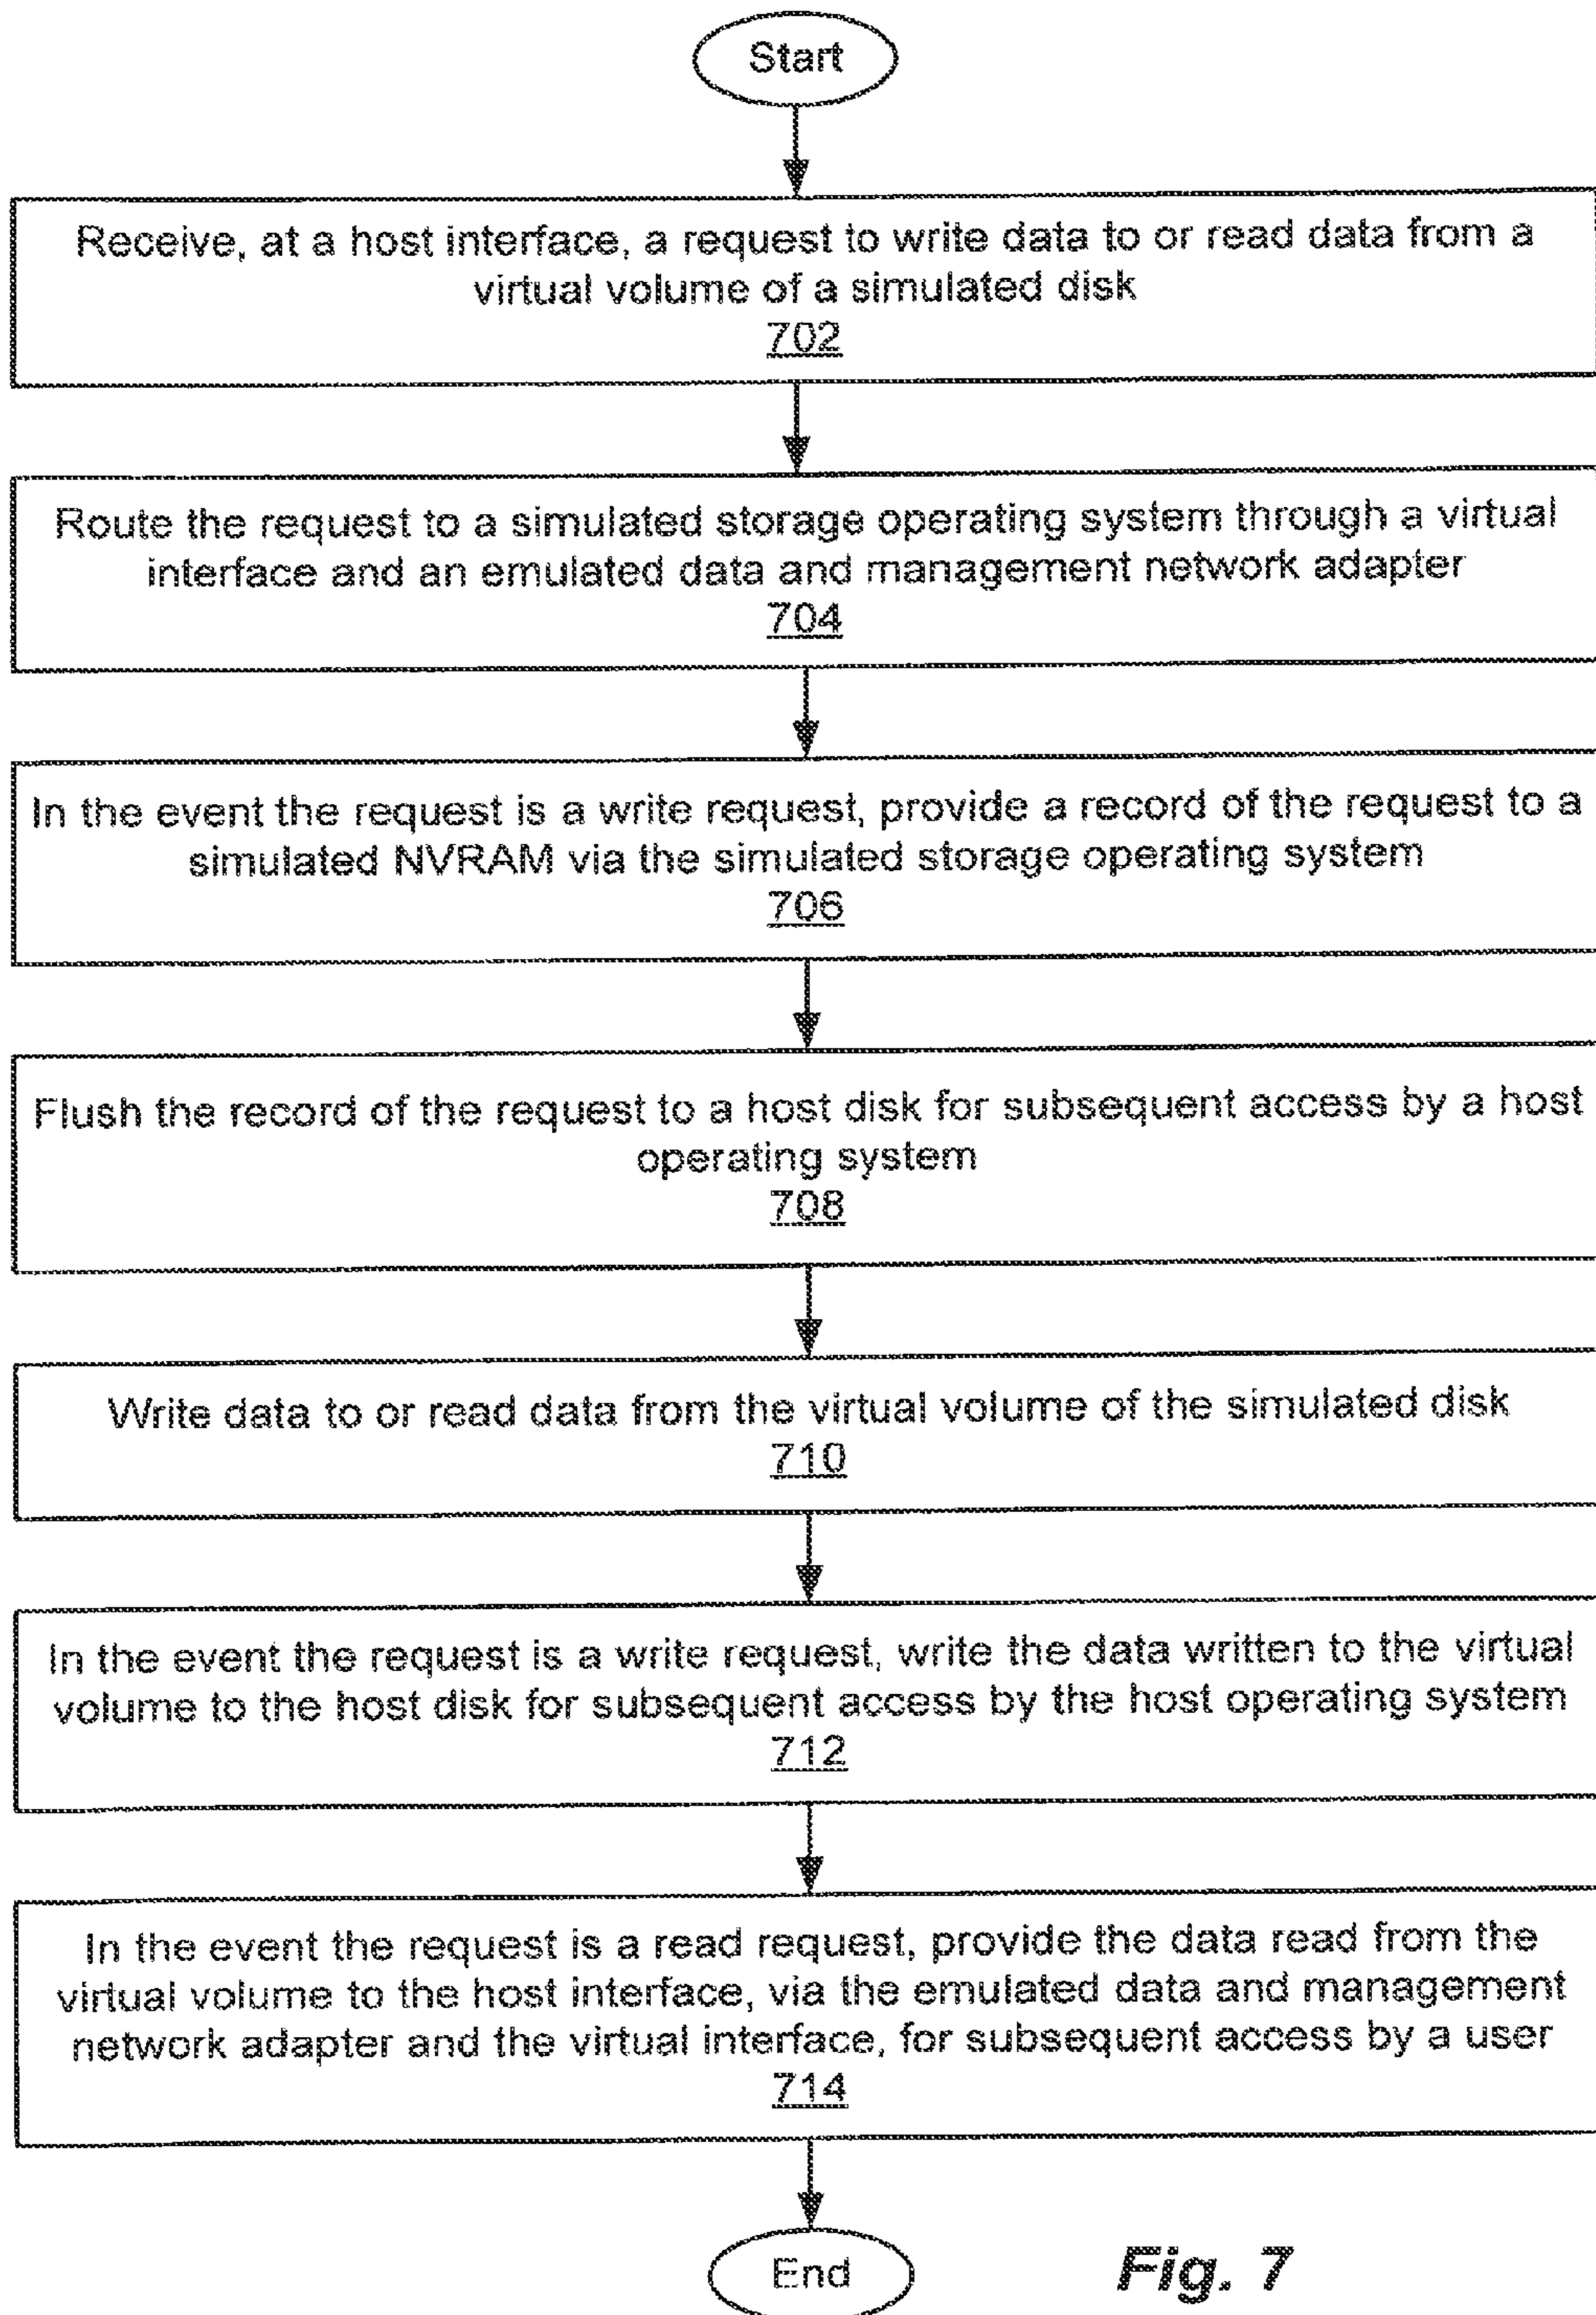 Start
Receive, at a host interface, a request to write data to or read data from a
virtual volume of a simulated disk
702
Route the request to a simulated storage operating system through a virtual
interface and an emulated data and management network adapter
704
In the event the request is a write request, provide a record of the request to a
simulated NVRAM via the simulated storage operating system
706
Flush the record of the request to a host disk for subsequent access by a host
operating system
708
Write data to or read data from the virtual volume of the simulated disk
710
In the event the request is a write request, write the data written to the virtual
volume to the host disk for subsequent access by the host operating system
712
In the event the request is a read request, provide the data read from the
virtual volume to the host interface, via the emulated data and management
network adapter and the virtual interface, for subsequent access by a user
714
End
Fig. 7